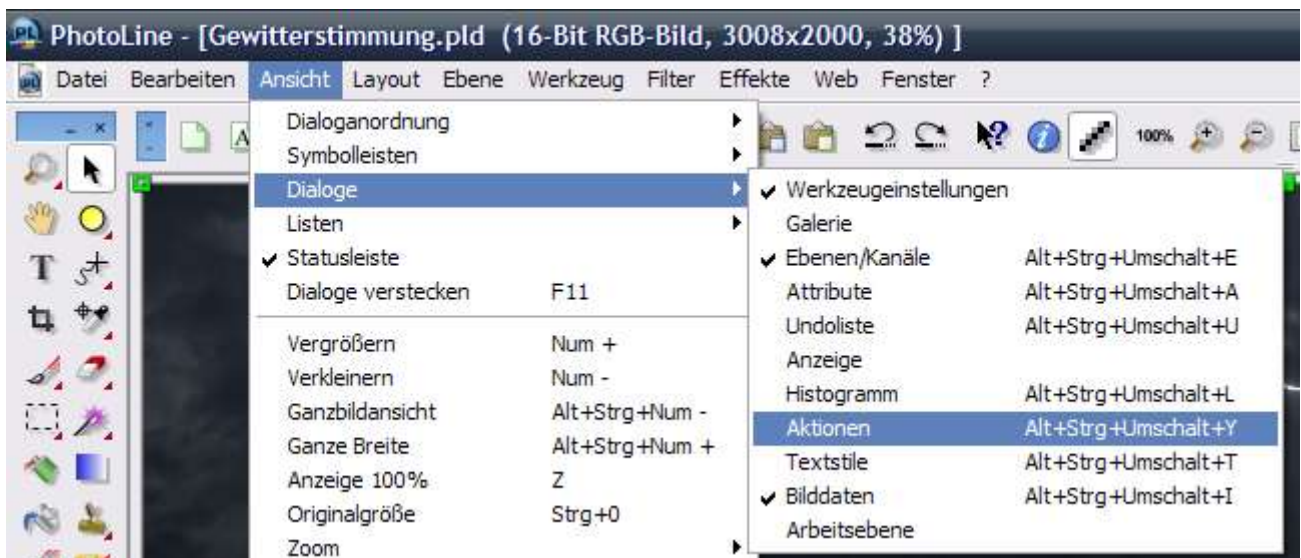 PhotoLine - [Gewitterstimmung.pld (16-Bit RGB-Bild, 3008x2000, 38%) ]
Datei Bearbeiten Ansicht Layout Ebene Werkzeug Filter Effekte Web Fenster ?
100%
Dialoganordnung
Symbolleisten
Dialoge
Listen
Statusleiste
Dialoge verstecken F11
Vergrößern Num +
Verkleinern Num -
Ganzbildansicht Alt+Strg+Num -
Ganze Breite Alt+Strg+Num +
Anzeige 100% Z
Originalgröße Strg+0
Zoom
Werkzeugeinstellungen
Galerie
Ebenen/Kanäle Alt+Strg+Umschalt+E
Attribute Alt+Strg+Umschalt+A
Undoliste Alt+Strg+Umschalt+U
Anzeige
Histogramm Alt+Strg+Umschalt+L
Aktionen Alt+Strg+Umschalt+Y
Textstile Alt+Strg+Umschalt+T
Bilddaten Alt+Strg+Umschalt+I
Arbeitsebene